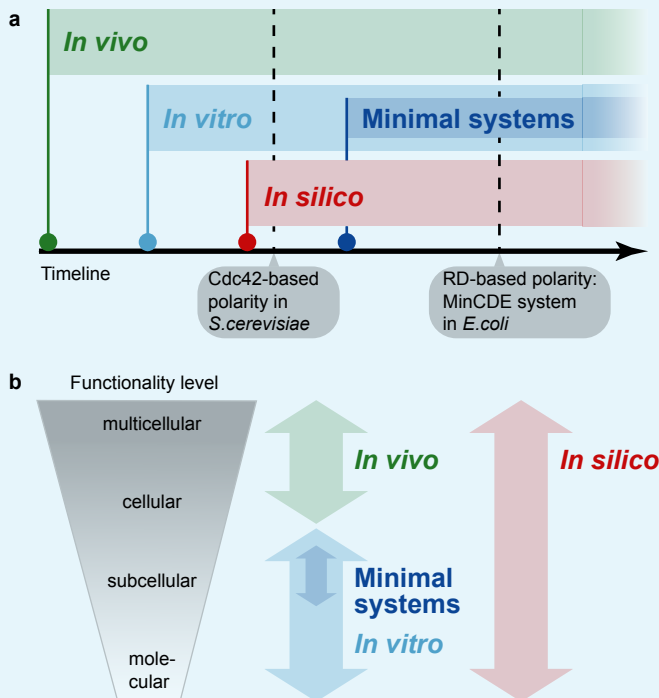 a
In vivo
In vitro
Minimal systems
In silico
Timeline
Cdc42-based
polarity in
S.cerevisiae
RD-based polarity:
MinCDE system
in E.coli
b
Functionality level
multicellular
cellular
subcellular
mole-
cular
In vivo
Minimal
systems
In vitro
In silico